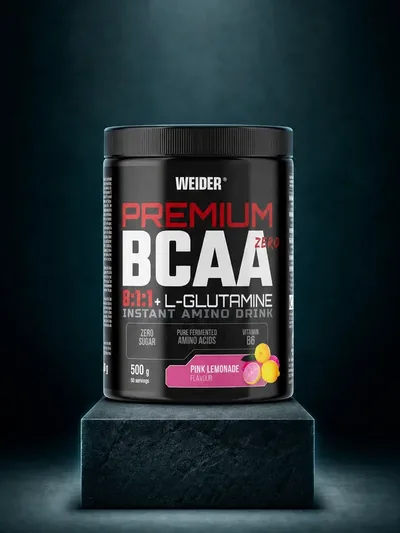 WEIDER®
PREMIUM
BCAA
ZERO
8:1:1 + L-GLUTAMINE
INSTANT AMINO DRINK
ZERO SUGAR
PURE FERMENTED AMINO ACIDS
VITAMIN B6
500 g
PINK LEMONADE
FLAVOUR